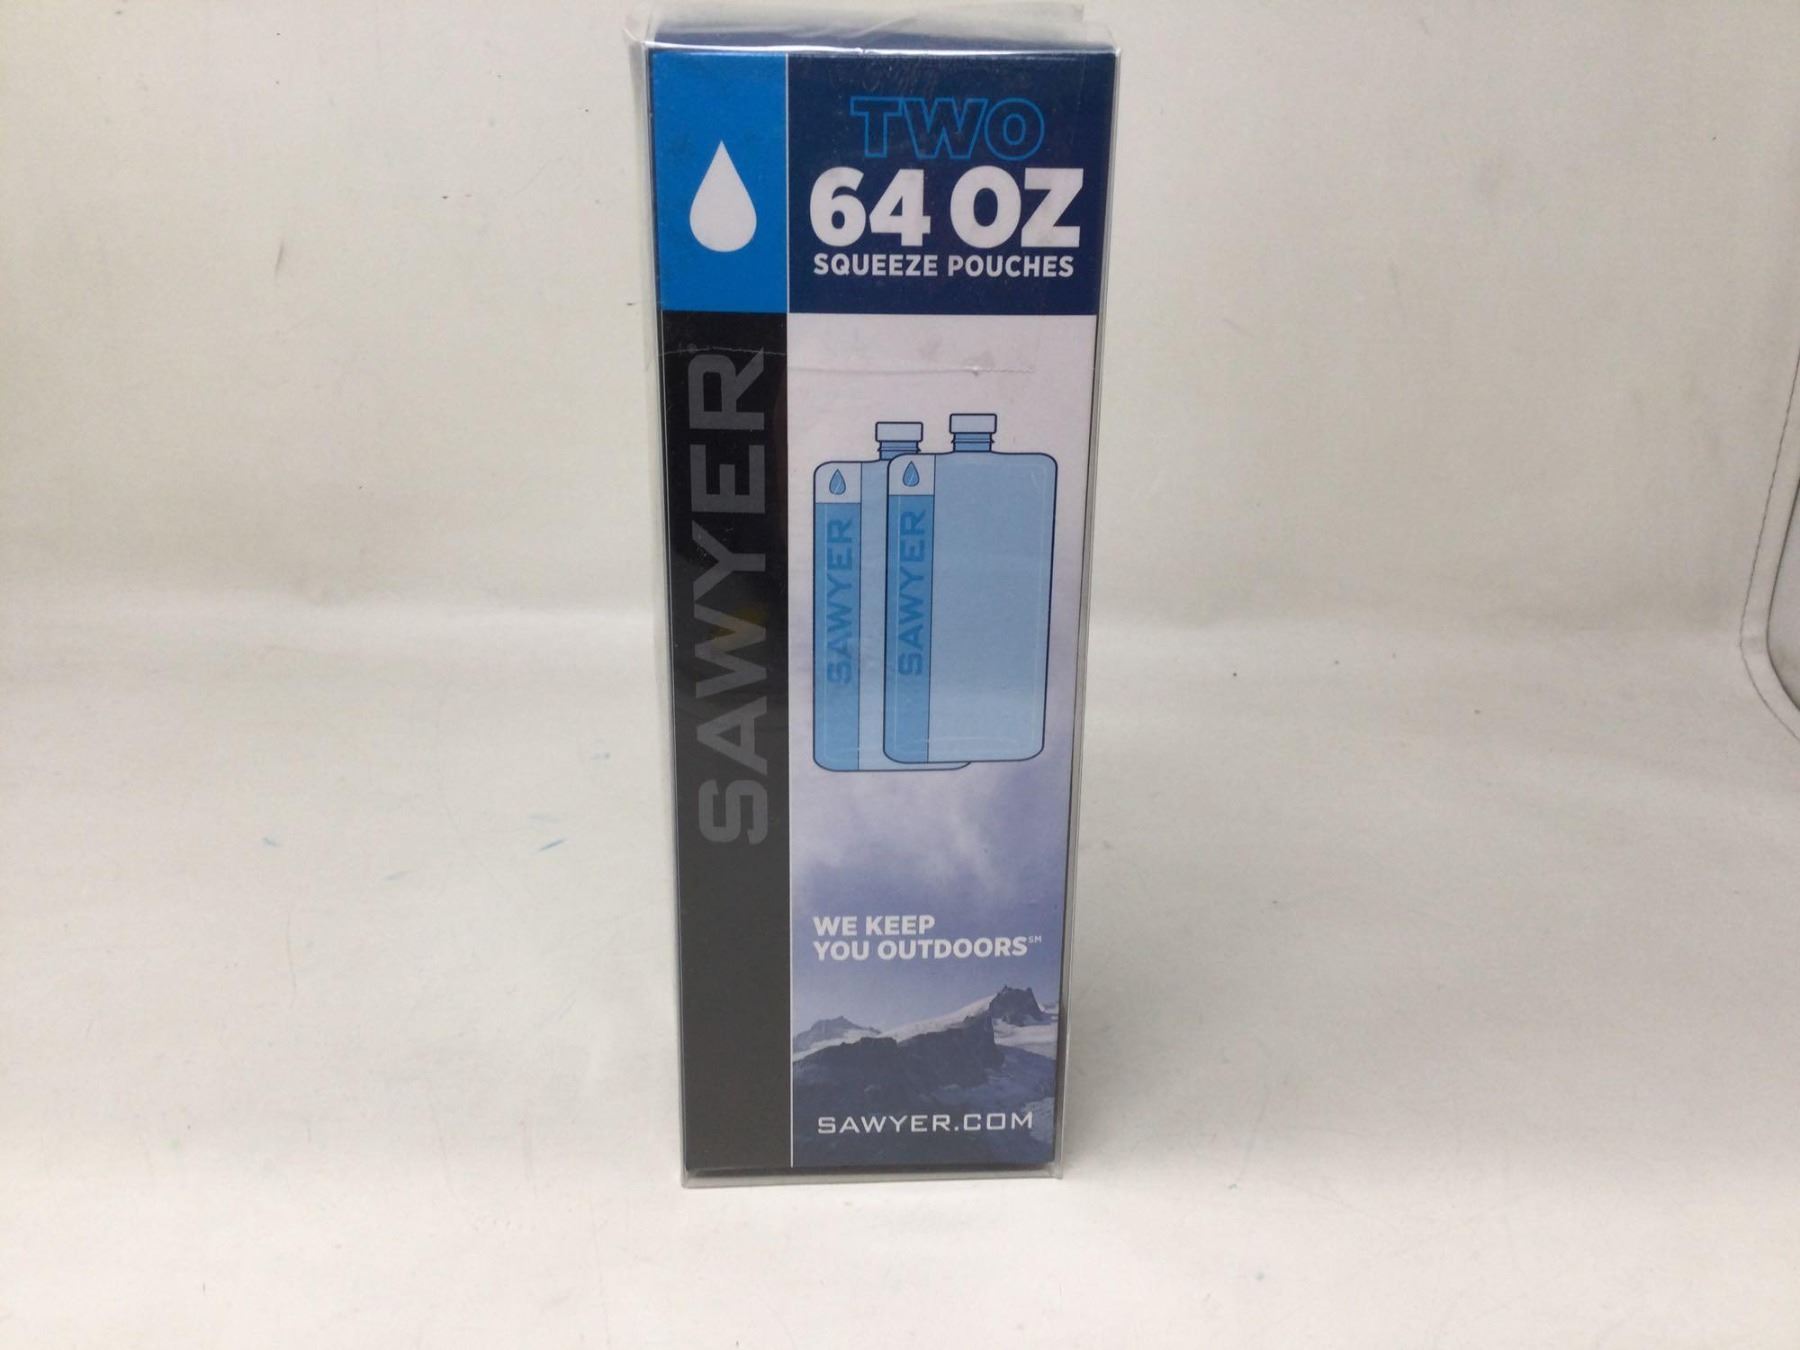 TWO
64 OZ
SQUEEZE POUCHES
SAWYER®
SAWYER
SAWYER
WE KEEP
YOU OUTDOORS℠
SAWYER.COM